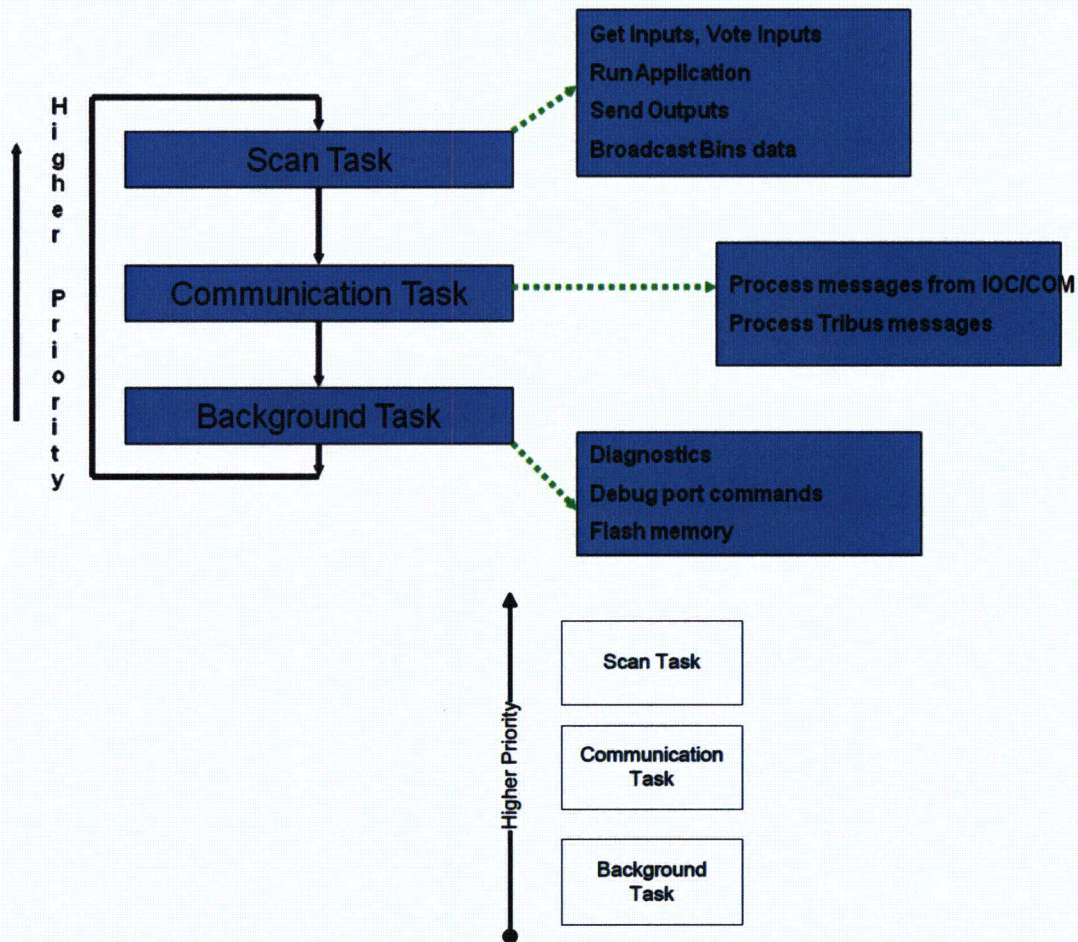 Higher Priority
Scan Task
Get Inputs, Vote Inputs
Run Application
Send Outputs
Broadcast Bins data
Communication Task
Process messages from IOC/COM
Process Tribus messages
Background Task
Diagnostics
Debug port commands
Flash memory
Higher Priority
Scan Task
Communication
Task
Background
Task